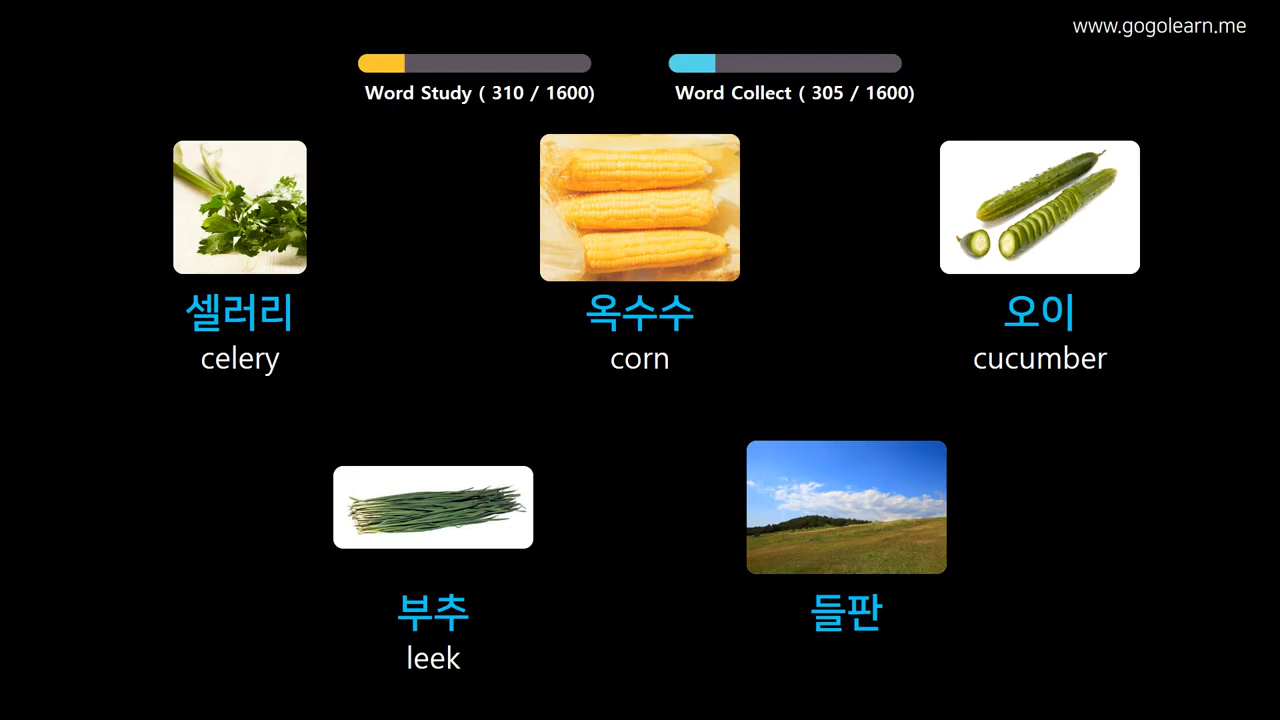 www.gogolearn.me
Word Study ( 310 / 1600)
Word Collect ( 305 / 1600)
셀러리
celery
옥수수
corn
오이
cucumber
부추
leek
들판